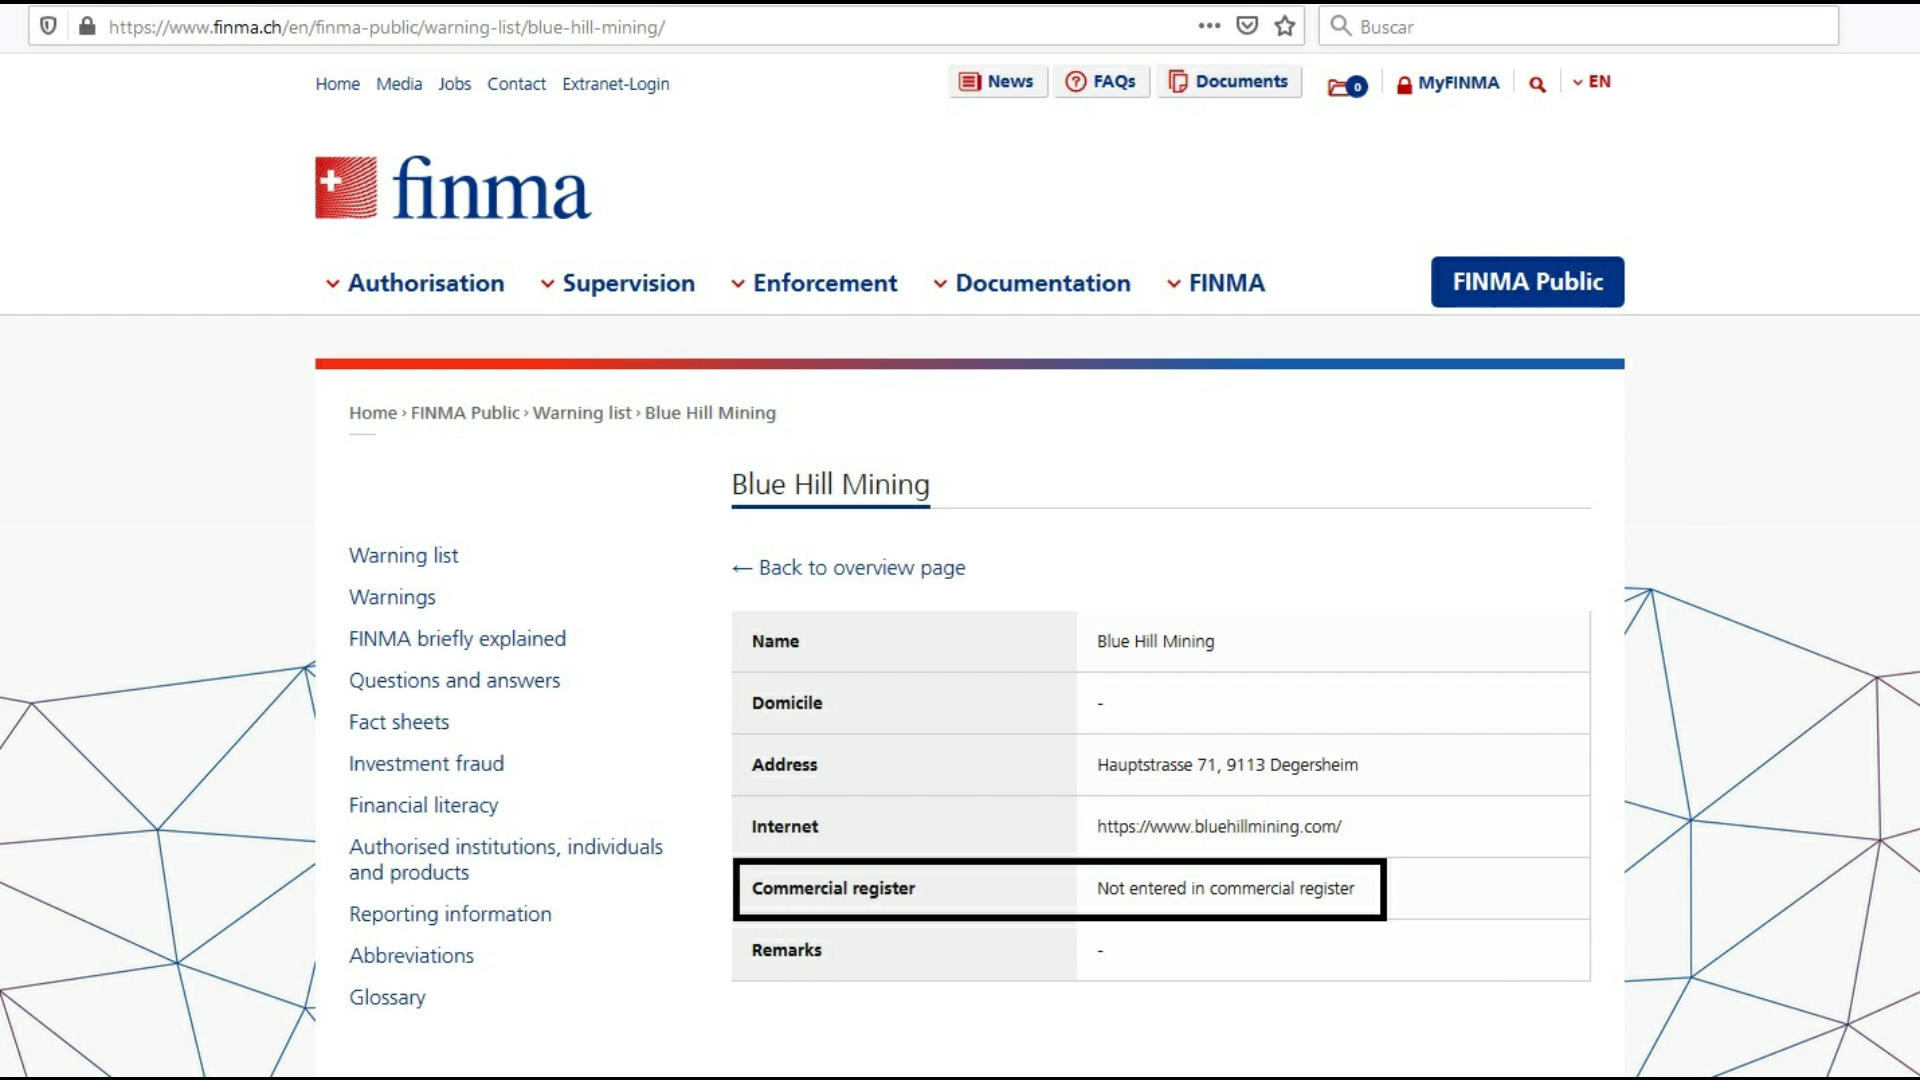 https://www.finma.ch/en/finma-public/warning-list/blue-hill-mining/
Buscar
Home Media Jobs Contact Extranet-Login
News FAQs Documents 0 MyFINMA EN
finma
Authorisation Supervision Enforcement Documentation FINMA FINMA Public
Home › FINMA Public › Warning list › Blue Hill Mining
Blue Hill Mining
← Back to overview page
Warning list
Warnings
FINMA briefly explained
Questions and answers
Fact sheets
Investment fraud
Financial literacy
Authorised institutions, individuals
and products
Reporting information
Abbreviations
Glossary
Name Blue Hill Mining
Domicile -
Address Hauptstrasse 71, 9113 Degersheim
Internet https://www.bluehillmining.com/
Commercial register Not entered in commercial register
Remarks -